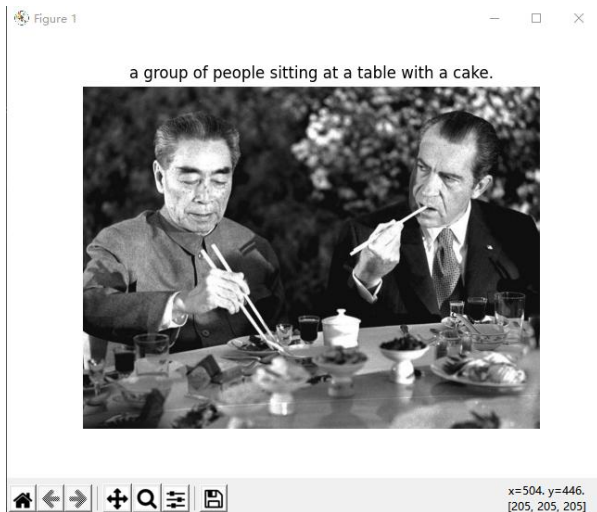 Figure 1
a group of people sitting at a table with a cake.
x=504. y=446.
[205, 205, 205]